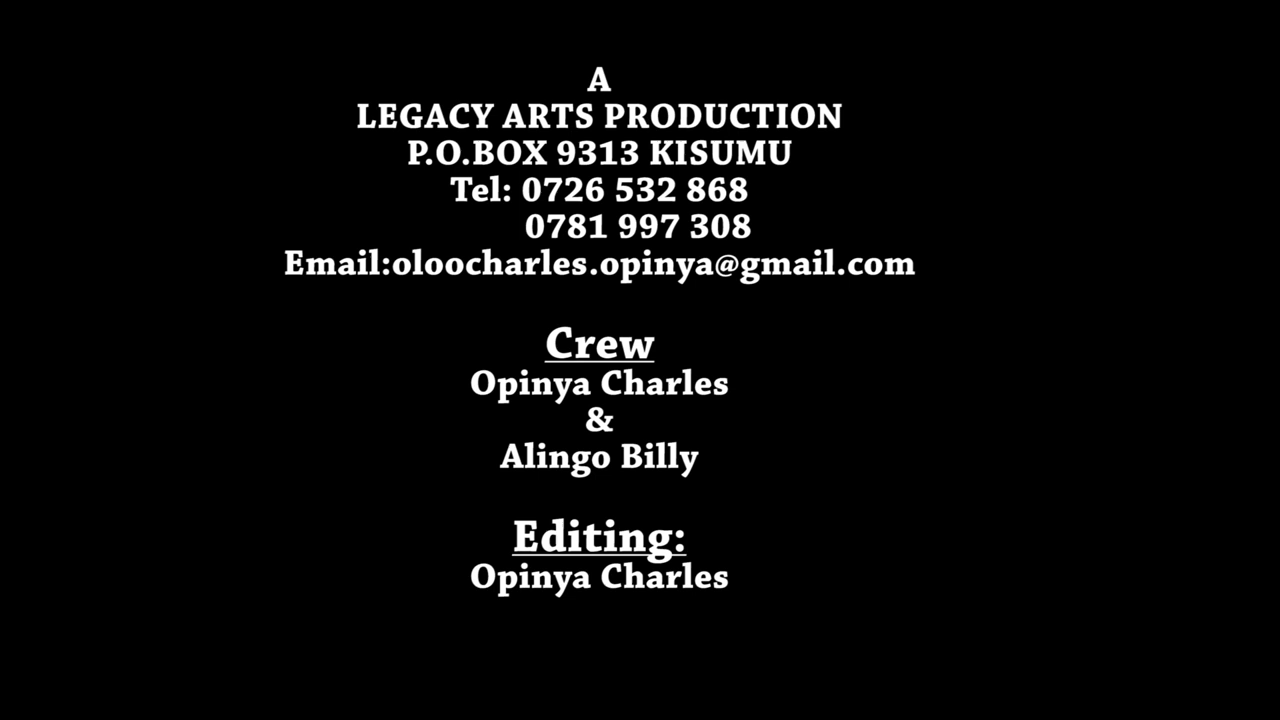 A
LEGACY ARTS PRODUCTION
P.O.BOX 9313 KISUMU
Tel: 0726 532 868
0781 997 308
Email:oloocharles.opinya@gmail.com
Crew
Opinya Charles
&
Alingo Billy
Editing:
Opinya Charles